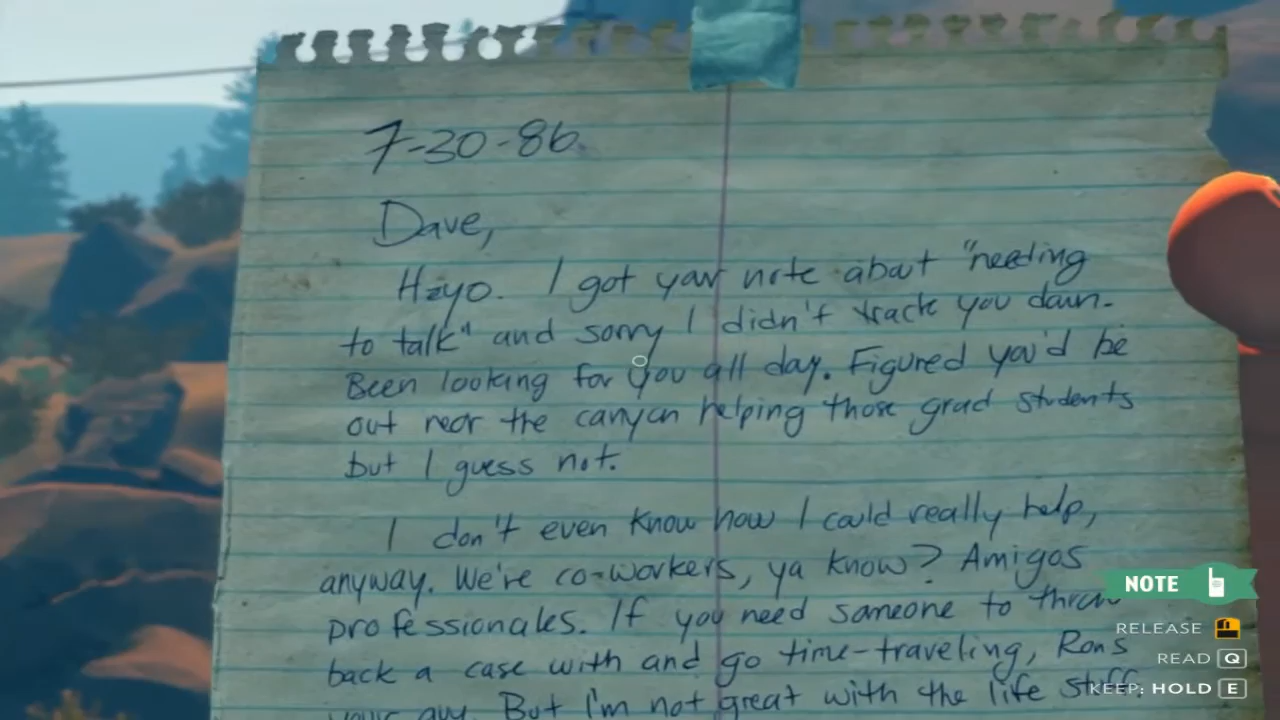 7-30-86.
Dave,
Heyo. I got your note about "needing
to talk" and sorry I didn't track you down.
Been looking for you all day. Figured you'd be
out near the canyon helping those grad students
but I guess not.
I don't even know how I could really help,
anyway. We're co-workers, ya know? Amigos
professionales. If you need someone to throw
back a case with and go time-traveling, Ron's
your guy. But I'm not great with the life stuff.
NOTE
RELEASE
READ Q
KEEP: HOLD E